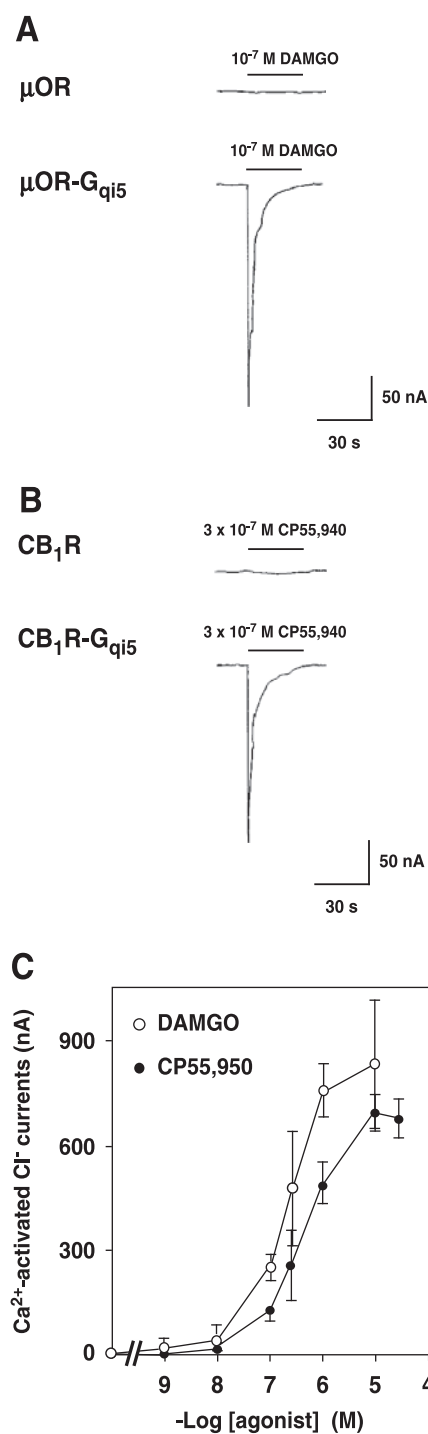 A
10⁻⁷ M DAMGO
μOR
10⁻⁷ M DAMGO
μOR-Gqi5
50 nA
30 s
B
3 x 10⁻⁷ M CP55,940
CB₁R
3 x 10⁻⁷ M CP55,940
CB₁R-Gqi5
50 nA
30 s
C
Ca²⁺-activated Cl⁻ currents (nA)
DAMGO
CP55,950
900
600
300
0
9 8 7 6 5 4
-Log [agonist] (M)